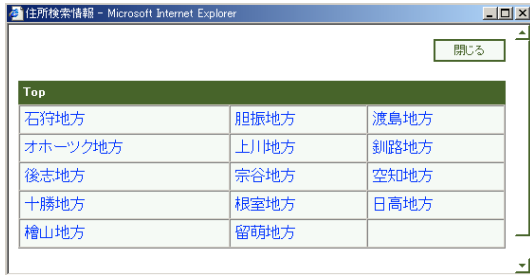 住所検索情報 - Microsoft Internet Explorer
閉じる
Top
石狩地方 胆振地方 渡島地方
オホーツク地方 上川地方 釧路地方
後志地方 宗谷地方 空知地方
十勝地方 根室地方 日高地方
檜山地方 留萌地方